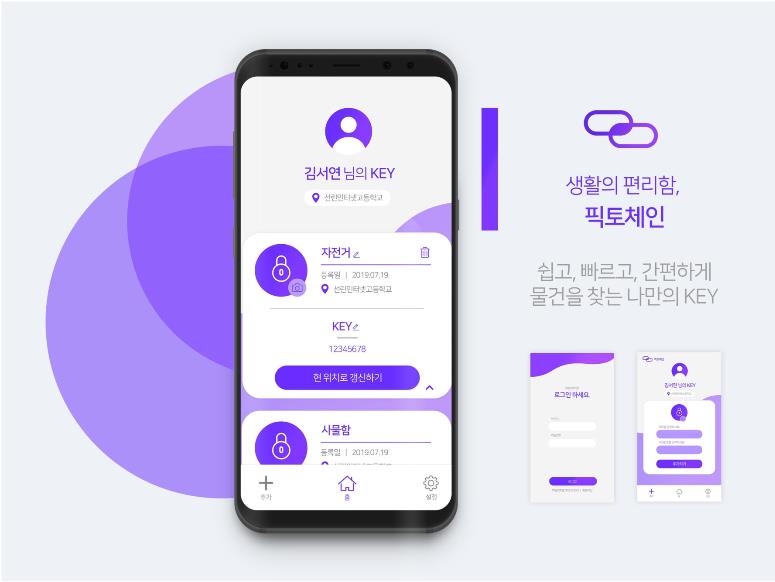 김서연 님의 KEY
선린인터넷고등학교
자전거
등록일 | 2019.07.19
선린인터넷고등학교
KEY
12345678
현 위치로 갱신하기
사물함
등록일 | 2019.07.19
추가
홈
설정
생활의 편리함,
픽토체인
쉽고, 빠르고, 간편하게
물건을 찾는 나만의 KEY
로그인 하세요.
픽토체인
김서연 님의 KEY